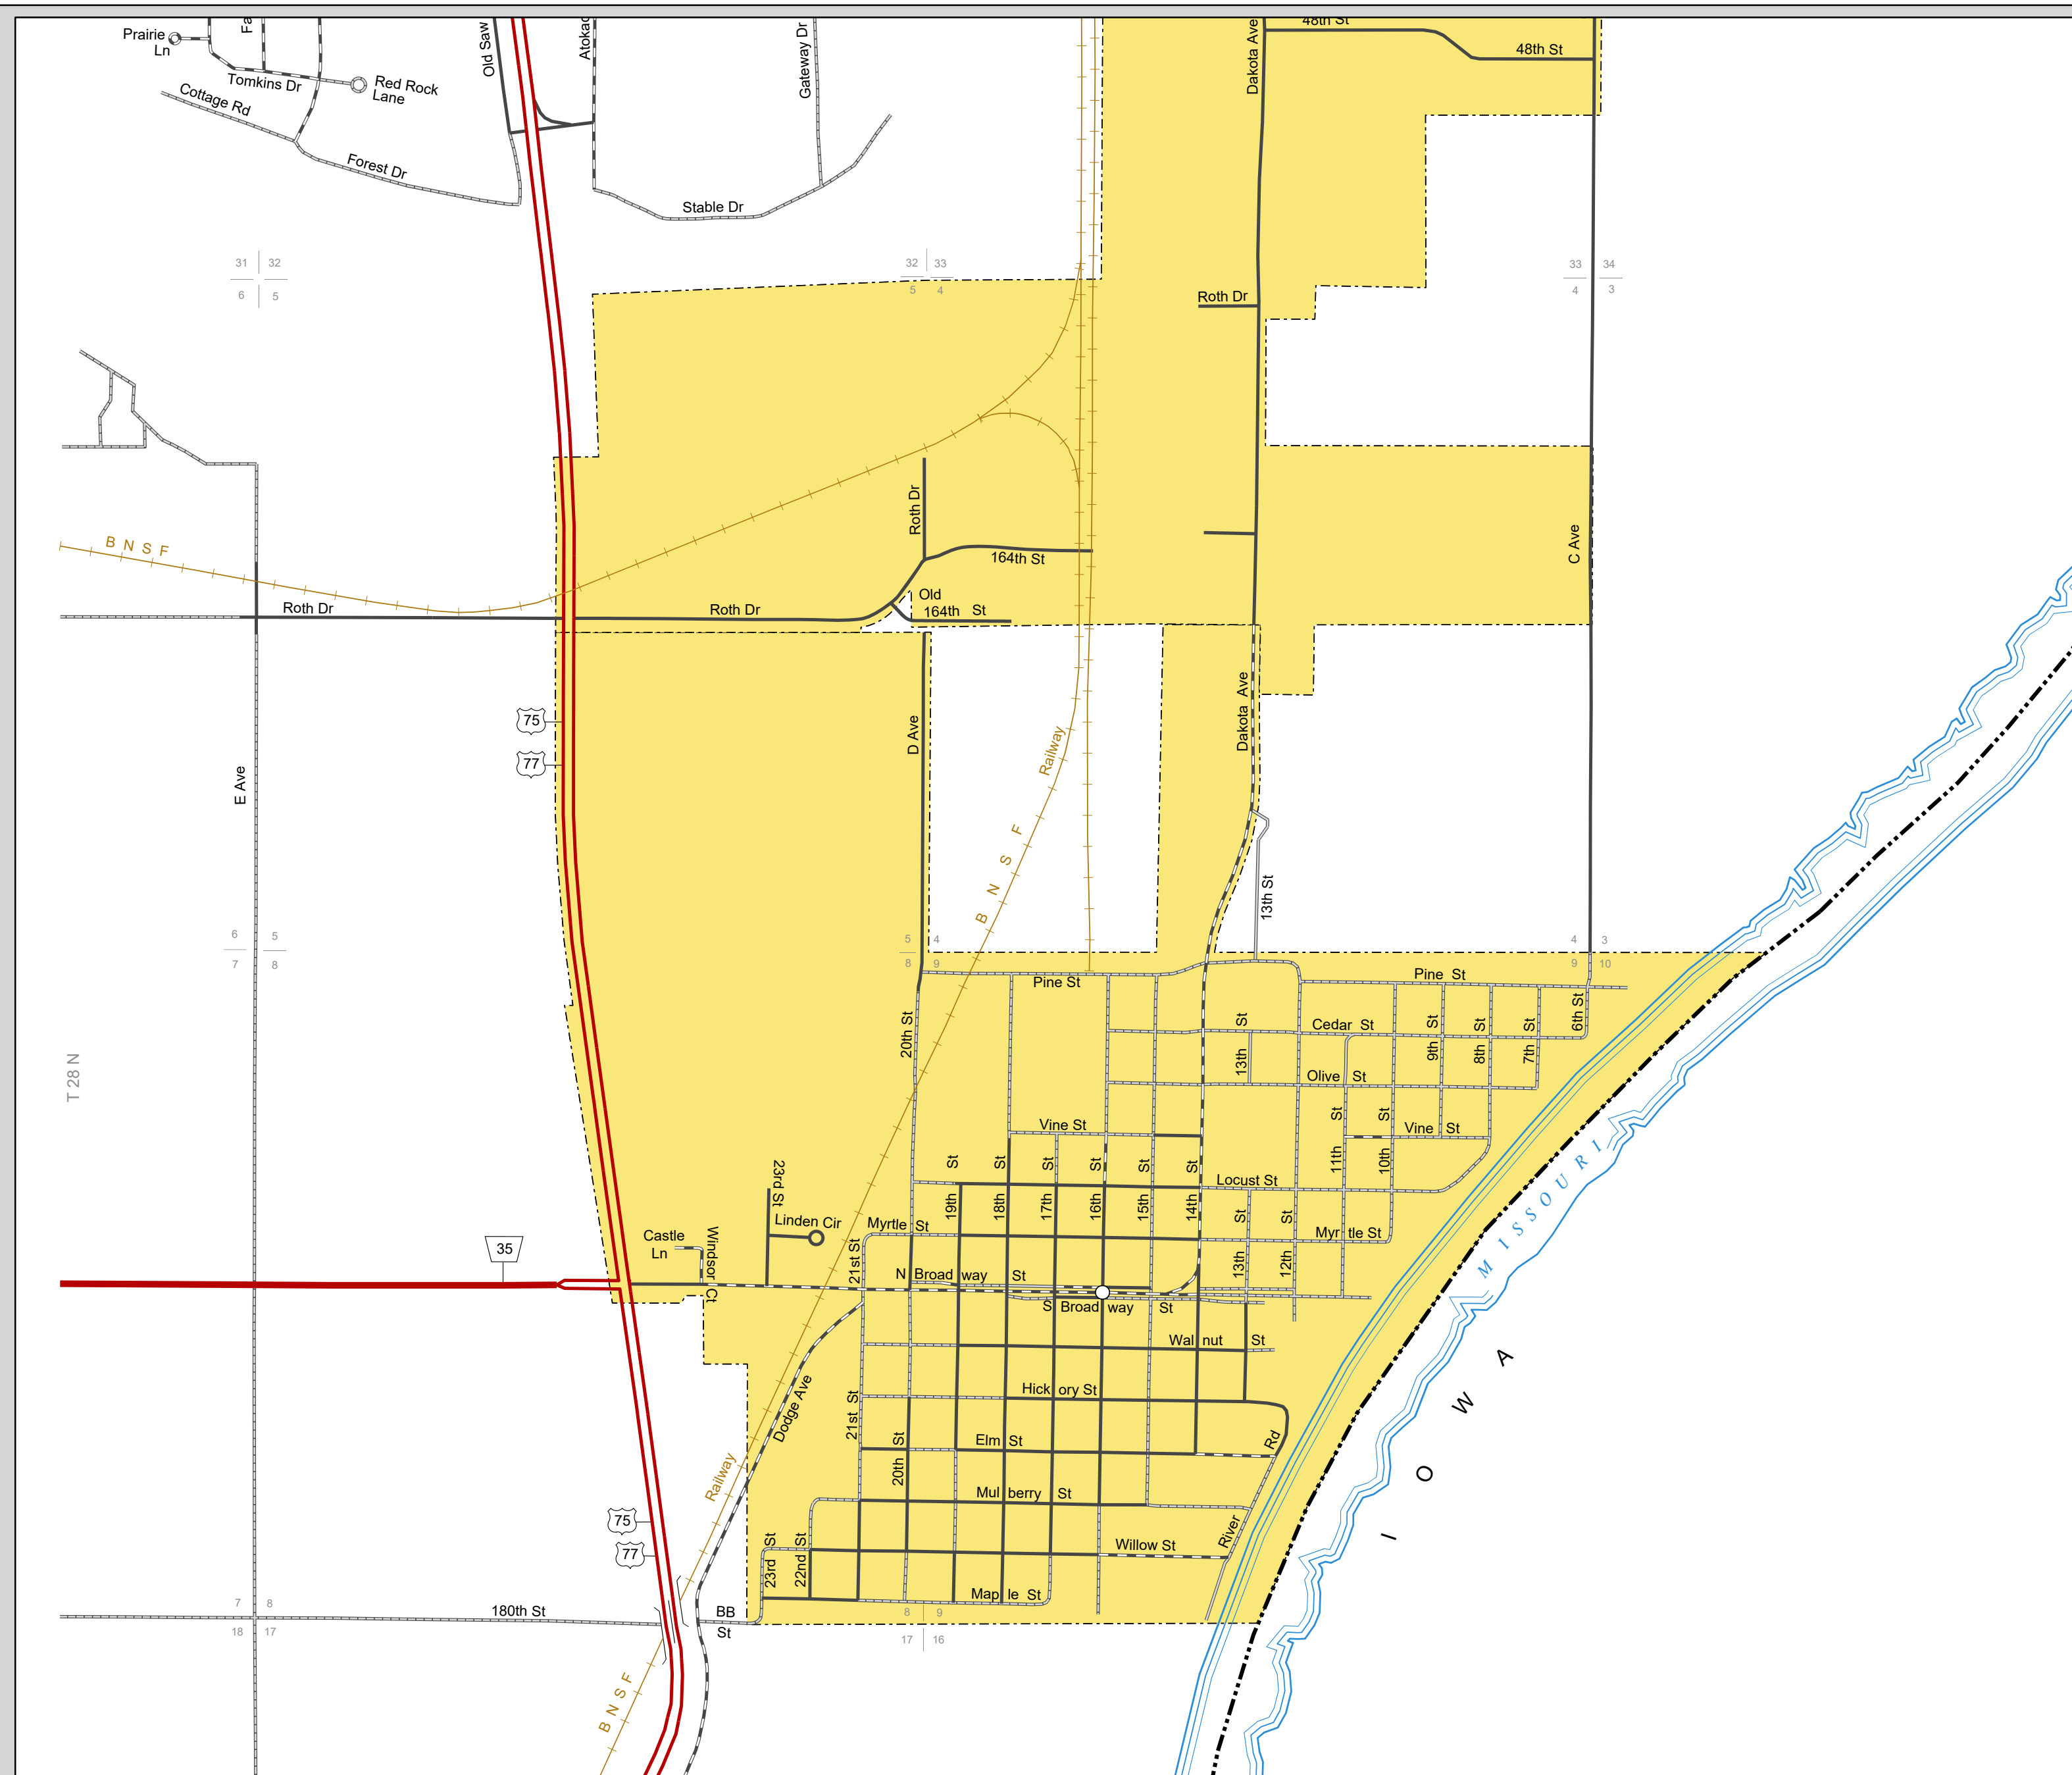 48th St
48th St
Prairie
Ln
Tomkins Dr
Red Rock
Lane
Cottage Rd
Forest Dr
Old Saw
Gateway Dr
Dakota Ave
Stable Dr
31 32
6 5
32 33
5 4
33 34
4 3
Roth Dr
Roth Dr
164th St
C Ave
BNSF
Roth Dr
Roth Dr
Old
164th St
75
77
D Ave
Railway
BNSF
Dakota Ave
E Ave
13th St
6 5
7 8
5 4
8 9
4 3
9 10
Pine St
Pine St
T 28 N
20th St
13th St
Cedar St
9th St
8th St
7th St
6th St
Olive St
Vine St
11th St
10th St
Vine St
MISSOURI
23rd St
19th St
18th St
17th St
16th St
15th St
14th St
Locust St
Linden Cir
Myrtle St
13th St
12th St
Myrtle St
Castle
Ln
Windsor Ct
21st St
35
N Broadway St
S Broadway St
Walnut St
IOWA
Dodge Ave
Hickory St
21st St
20th St
Elm St
River Rd
Railway
Mulberry St
75
77
23rd St
22nd St
Willow St
Maple St
7 8
18 17
180th St
BB
St
8 9
17 16
BNSF